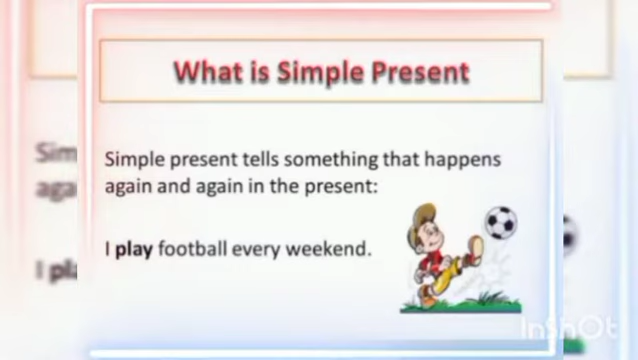 What is Simple Present
Simple present tells something that happens
again and again in the present:
I play football every weekend.
InShOt